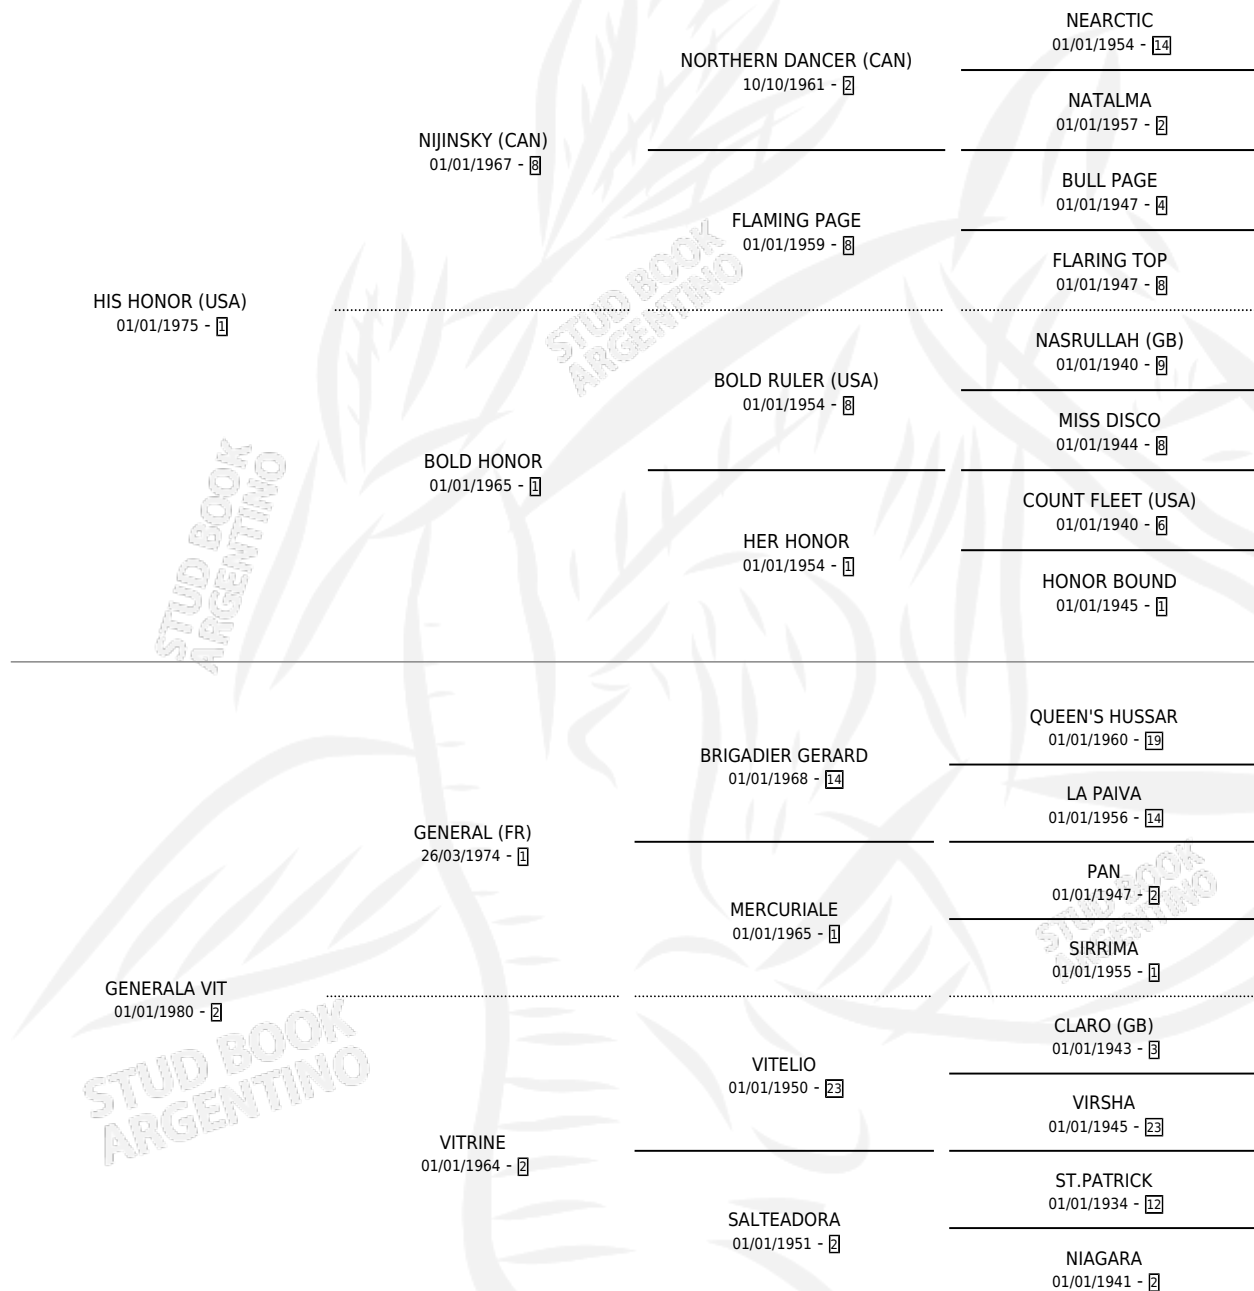 NEARCTIC
01/01/1954 - 14
NORTHERN DANCER (CAN)
10/10/1961 - 2
NATALMA
01/01/1957 - 2
NIJINSKY (CAN)
01/01/1967 - 8
BULL PAGE
01/01/1947 - 4
FLAMING PAGE
01/01/1959 - 8
FLARING TOP
01/01/1947 - 8
HIS HONOR (USA)
01/01/1975 - 1
STUD BOOK
ARGENTINO
NASRULLAH (GB)
01/01/1940 - 9
BOLD RULER (USA)
01/01/1954 - 8
MISS DISCO
01/01/1944 - 8
BOLD HONOR
01/01/1965 - 1
COUNT FLEET (USA)
01/01/1940 - 6
HER HONOR
01/01/1954 - 1
HONOR BOUND
01/01/1945 - 1
STUD BOOK
ARGENTINO
QUEEN'S HUSSAR
01/01/1960 - 19
BRIGADIER GERARD
01/01/1968 - 14
LA PAIVA
01/01/1956 - 14
GENERAL (FR)
26/03/1974 - 1
PAN
01/01/1947 - 2
MERCURIALE
01/01/1965 - 1
SIRRIMA
01/01/1955 - 1
STUD BOOK
ARGENTINO
GENERALA VIT
01/01/1980 - 2
CLARO (GB)
01/01/1943 - 3
VITELIO
01/01/1950 - 23
VIRSHA
01/01/1945 - 23
STUD BOOK
ARGENTINO
VITRINE
01/01/1964 - 2
ST.PATRICK
01/01/1934 - 12
SALTEADORA
01/01/1951 - 2
NIAGARA
01/01/1941 - 2